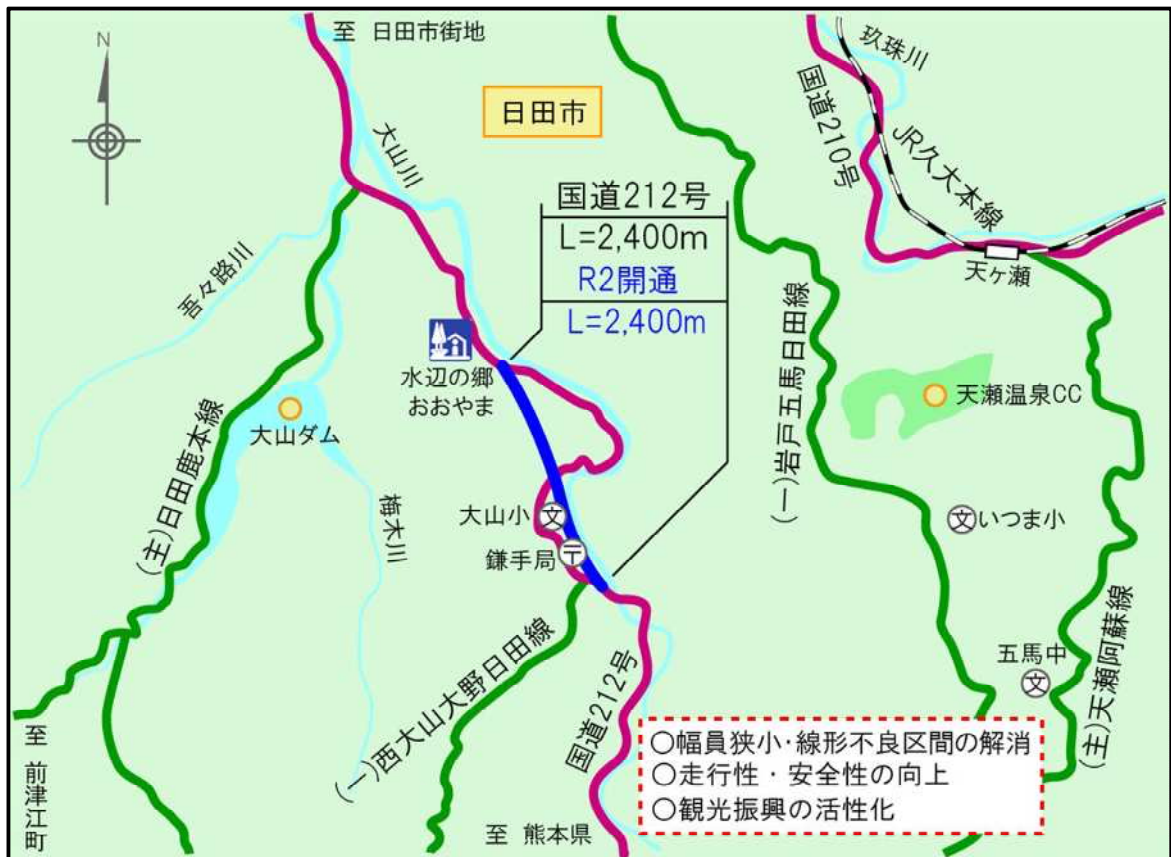 N
至 日田市街地
日田市
玖珠川
国道210号
JR久大本線
天ヶ瀬
大山川
国道212号
L=2,400m
R2開通
L=2,400m
吾々路川
水辺の郷
おおやま
大山ダム
(主)日田鹿本線
梅木川
大山小
文
鎌手局
〒
(一)岩戸五馬日田線
天瀬温泉CC
文
いつま小
五馬中
文
(主)天瀬阿蘇線
(一)西大山大野日田線
国道212号
至 前津江町
至 熊本県
○幅員狭小・線形不良区間の解消
○走行性・安全性の向上
○観光振興の活性化